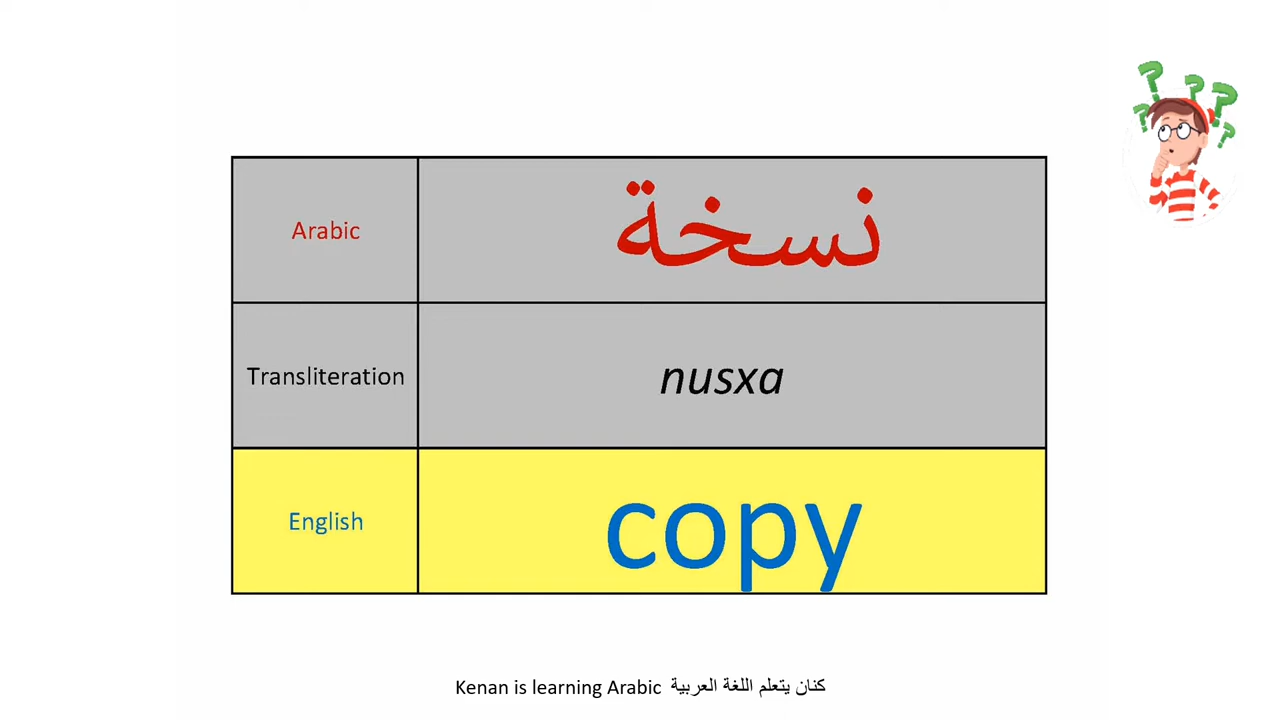 Arabic نسخة
Transliteration nusxa
English copy
Kenan is learning Arabic كنان يتعلم اللغة العربية